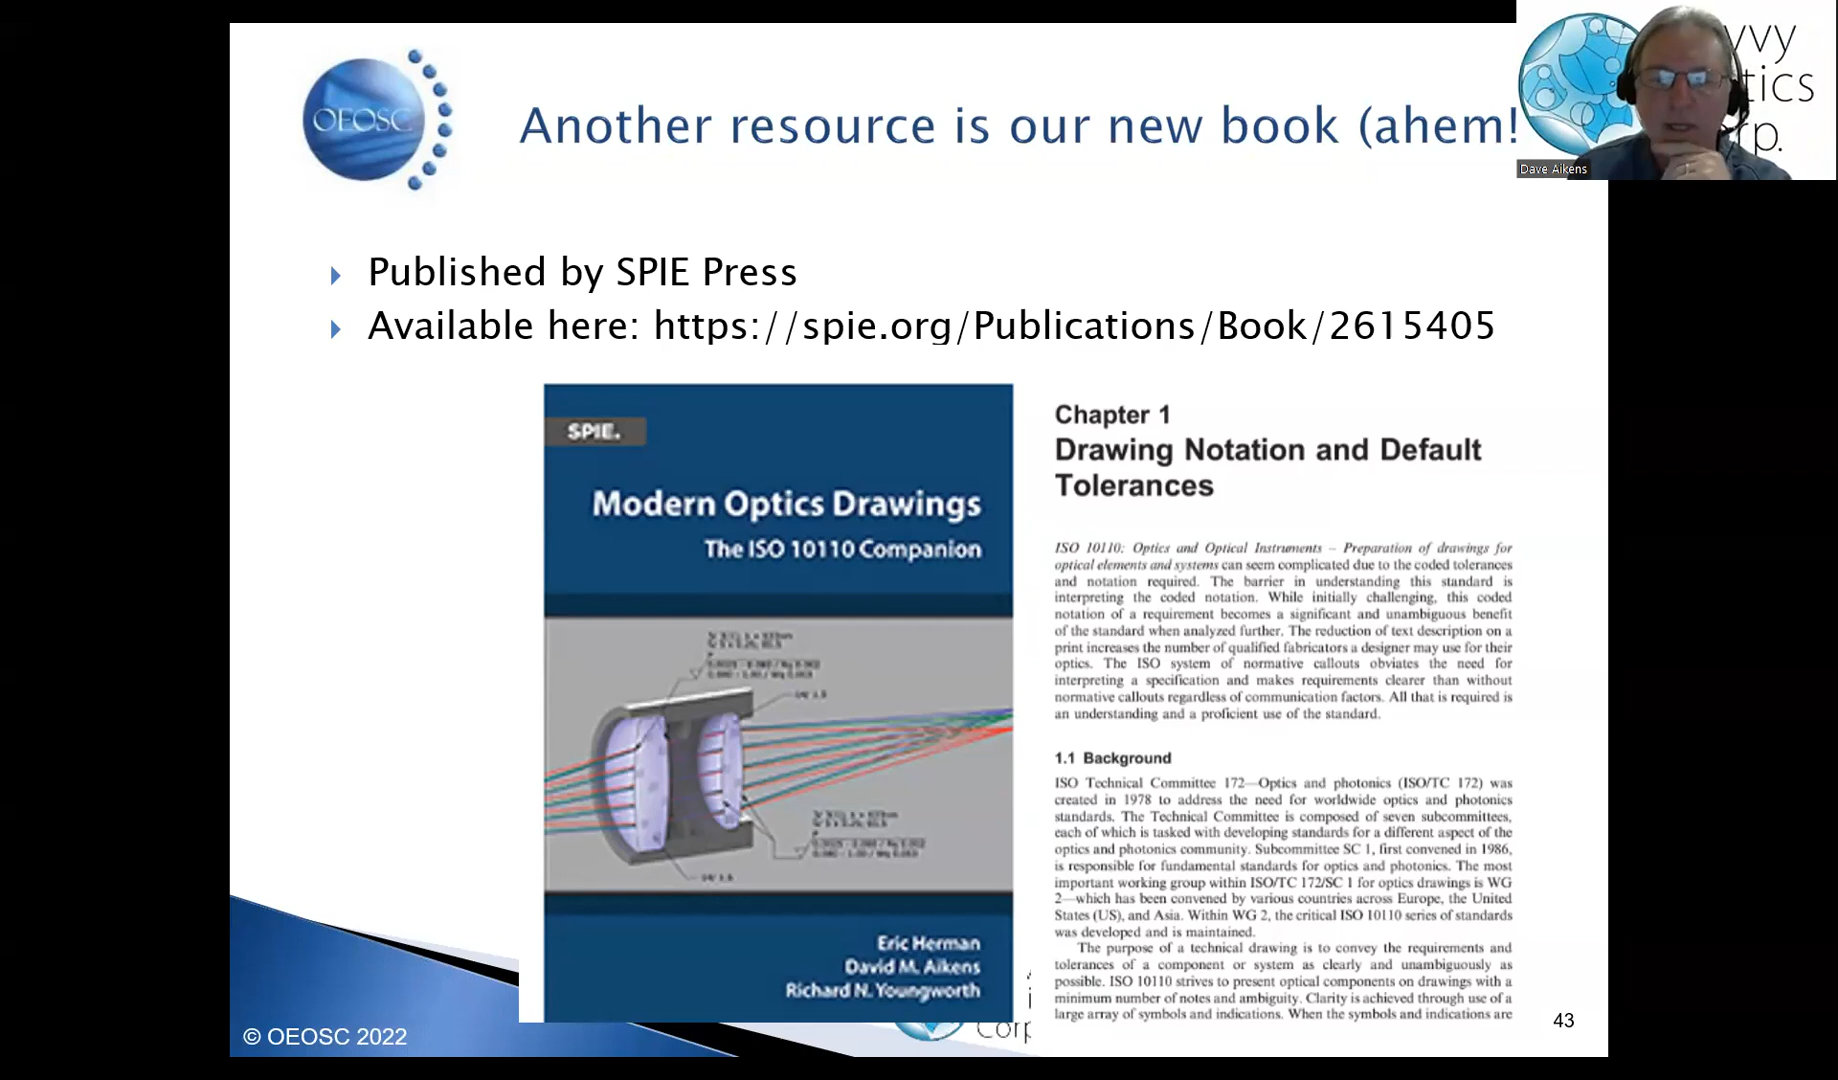 OEOSC
Another resource is our new book (ahem!
Dave Aikens
Published by SPIE Press
Available here: https://spie.org/Publications/Book/2615405
SPIE.
Modern Optics Drawings
The ISO 10110 Companion
Eric Herman
David M. Aikens
Richard N. Youngworth
Chapter 1
Drawing Notation and Default
Tolerances
ISO 10110: Optics and Optical Instruments – Preparation of drawings for
optical elements and systems can seem complicated due to the coded tolerances
and notation required. The barrier in understanding this standard is
interpreting the coded notation. While initially challenging, this coded
notation of a requirement becomes a significant and unambiguous benefit
of the standard when analyzed further. The reduction of text description on a
print increases the number of qualified fabricators a designer may use for their
optics. The ISO system of normative callouts obviates the need for
interpreting a specification and makes requirements clearer than without
normative callouts regardless of communication factors. All that is required is
an understanding and a proficient use of the standard.
1.1 Background
ISO Technical Committee 172—Optics and photonics (ISO/TC 172) was
created in 1978 to address the need for worldwide optics and photonics
standards. The Technical Committee is composed of seven subcommittees,
each of which is tasked with developing standards for a different aspect of the
optics and photonics community. Subcommittee SC 1, first convened in 1986,
is responsible for fundamental standards for optics and photonics. The most
important working group within ISO/TC 172/SC 1 for optics drawings is WG
2—which has been convened by various countries across Europe, the United
States (US), and Asia. Within WG 2, the critical ISO 10110 series of standards
was developed and is maintained.
The purpose of a technical drawing is to convey the requirements and
tolerances of a component or system as clearly and unambiguously as
possible. ISO 10110 strives to present optical components on drawings with a
minimum number of notes and ambiguity. Clarity is achieved through use of a
large array of symbols and indications. When the symbols and indications are
© OEOSC 2022
43